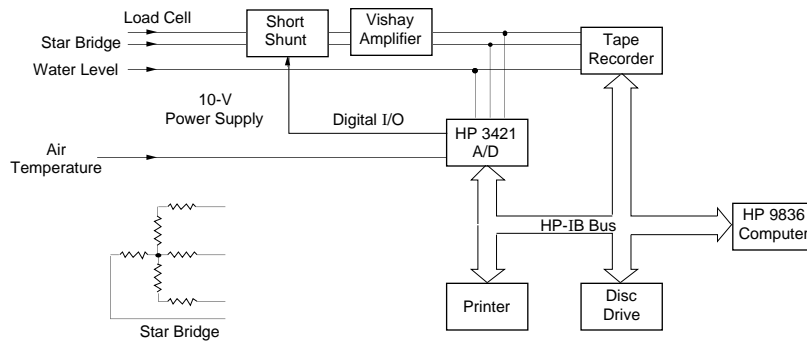 Load Cell
Star Bridge
Water Level
Short
Shunt
Vishay
Amplifier
Tape
Recorder
10-V
Power Supply
Digital I/O
HP 3421
A/D
Air
Temperature
HP-IB Bus
HP 9836
Computer
Star Bridge
Printer
Disc
Drive